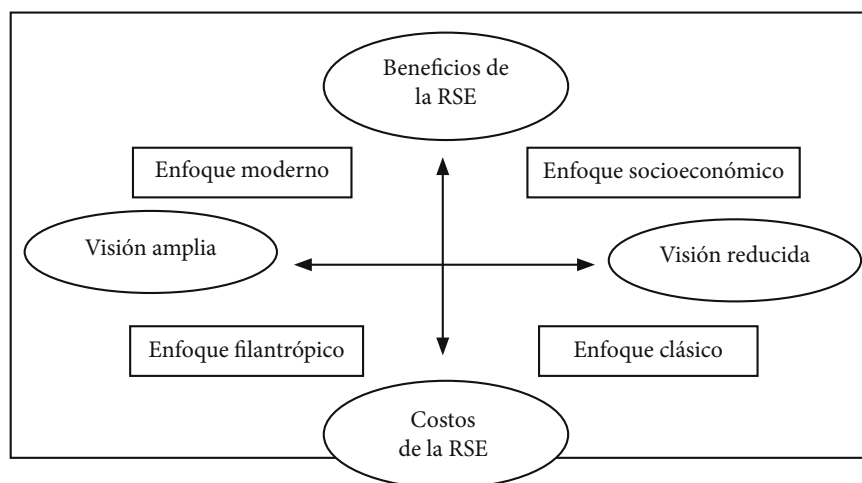 Beneficios de
la RSE
Enfoque moderno
Enfoque socioeconómico
Visión amplia
Visión reducida
Enfoque filantrópico
Enfoque clásico
Costos
de la RSE